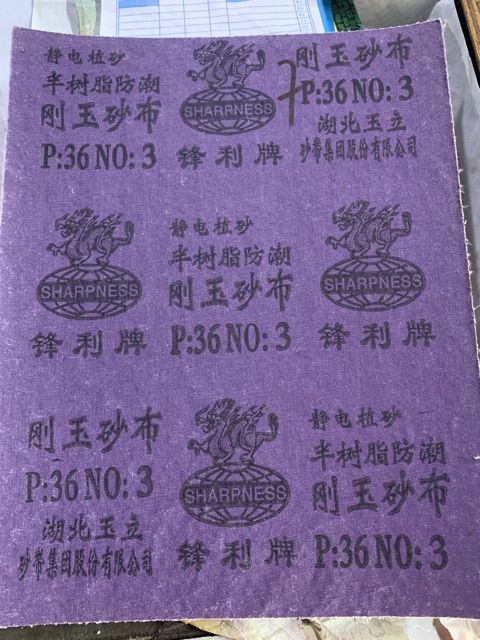 静电植砂
半树脂防潮
刚玉砂布
P:36 NO: 3
SHARPNESS
锋利牌
刚玉砂布
P:36 NO: 3
湖北玉立
砂带集团股份有限公司
7
SHARPNESS
锋利牌
静电植砂
半树脂防潮
刚玉砂布
P:36 NO: 3
SHARPNESS
锋利牌
刚玉砂布
P:36 NO: 3
湖北玉立
砂带集团股份有限公司
SHARPNESS
锋利牌
静电植砂
半树脂防潮
刚玉砂布
P:36 NO: 3